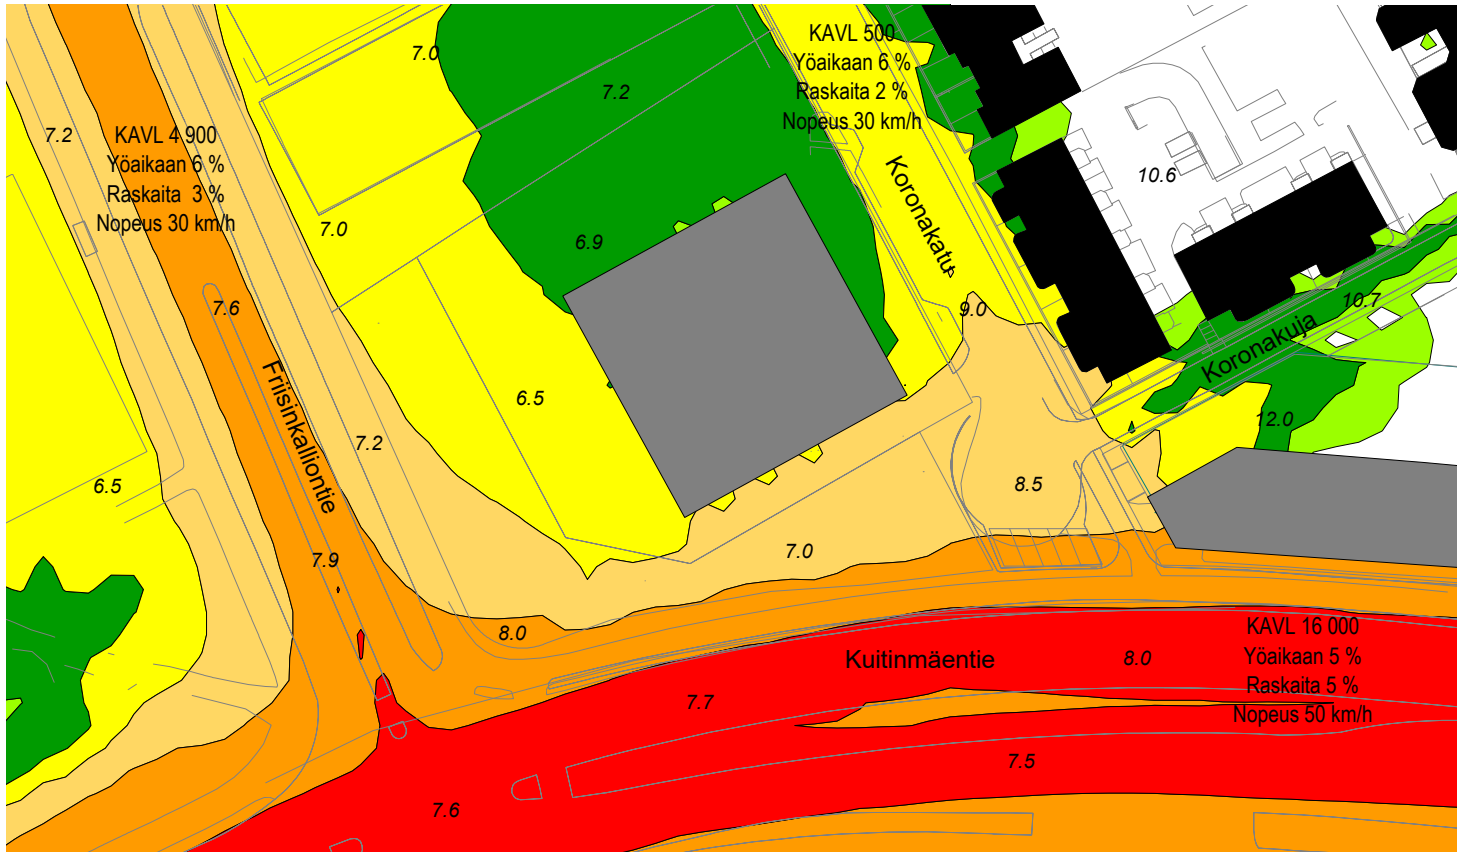 7.0
KAVL 500
Yöaikaan 6 %
Raskaita 2 %
Nopeus 30 km/h
7.2
7.2
KAVL 4 900
Yöaikaan 6 %
Raskaita 3 %
Nopeus 30 km/h
10.6
Koronakatu
7.0
6.9
7.6
9.0
10.7
Koronakuja
Friisinkalliontie
6.5
12.0
7.2
6.5
8.5
7.9
7.0
8.0
KAVL 16 000
Yöaikaan 5 %
Raskaita 5 %
Nopeus 50 km/h
Kuitinmäentie
8.0
7.7
7.5
7.6